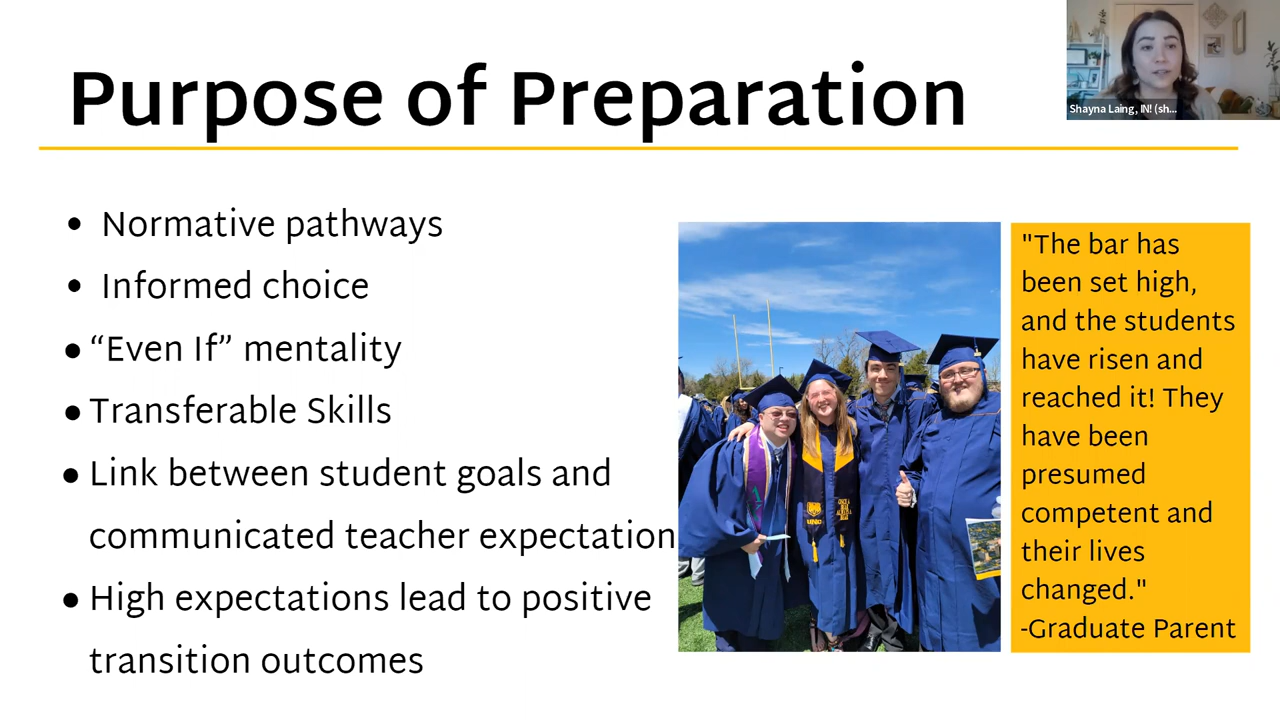 Purpose of Preparation
Shayna Laing, IN! (sh...
• Normative pathways
• Informed choice
• “Even If” mentality
• Transferable Skills
• Link between student goals and
communicated teacher expectation
• High expectations lead to positive
transition outcomes
UNC
"The bar has
been set high,
and the students
have risen and
reached it! They
have been
presumed
competent and
their lives
changed."
-Graduate Parent